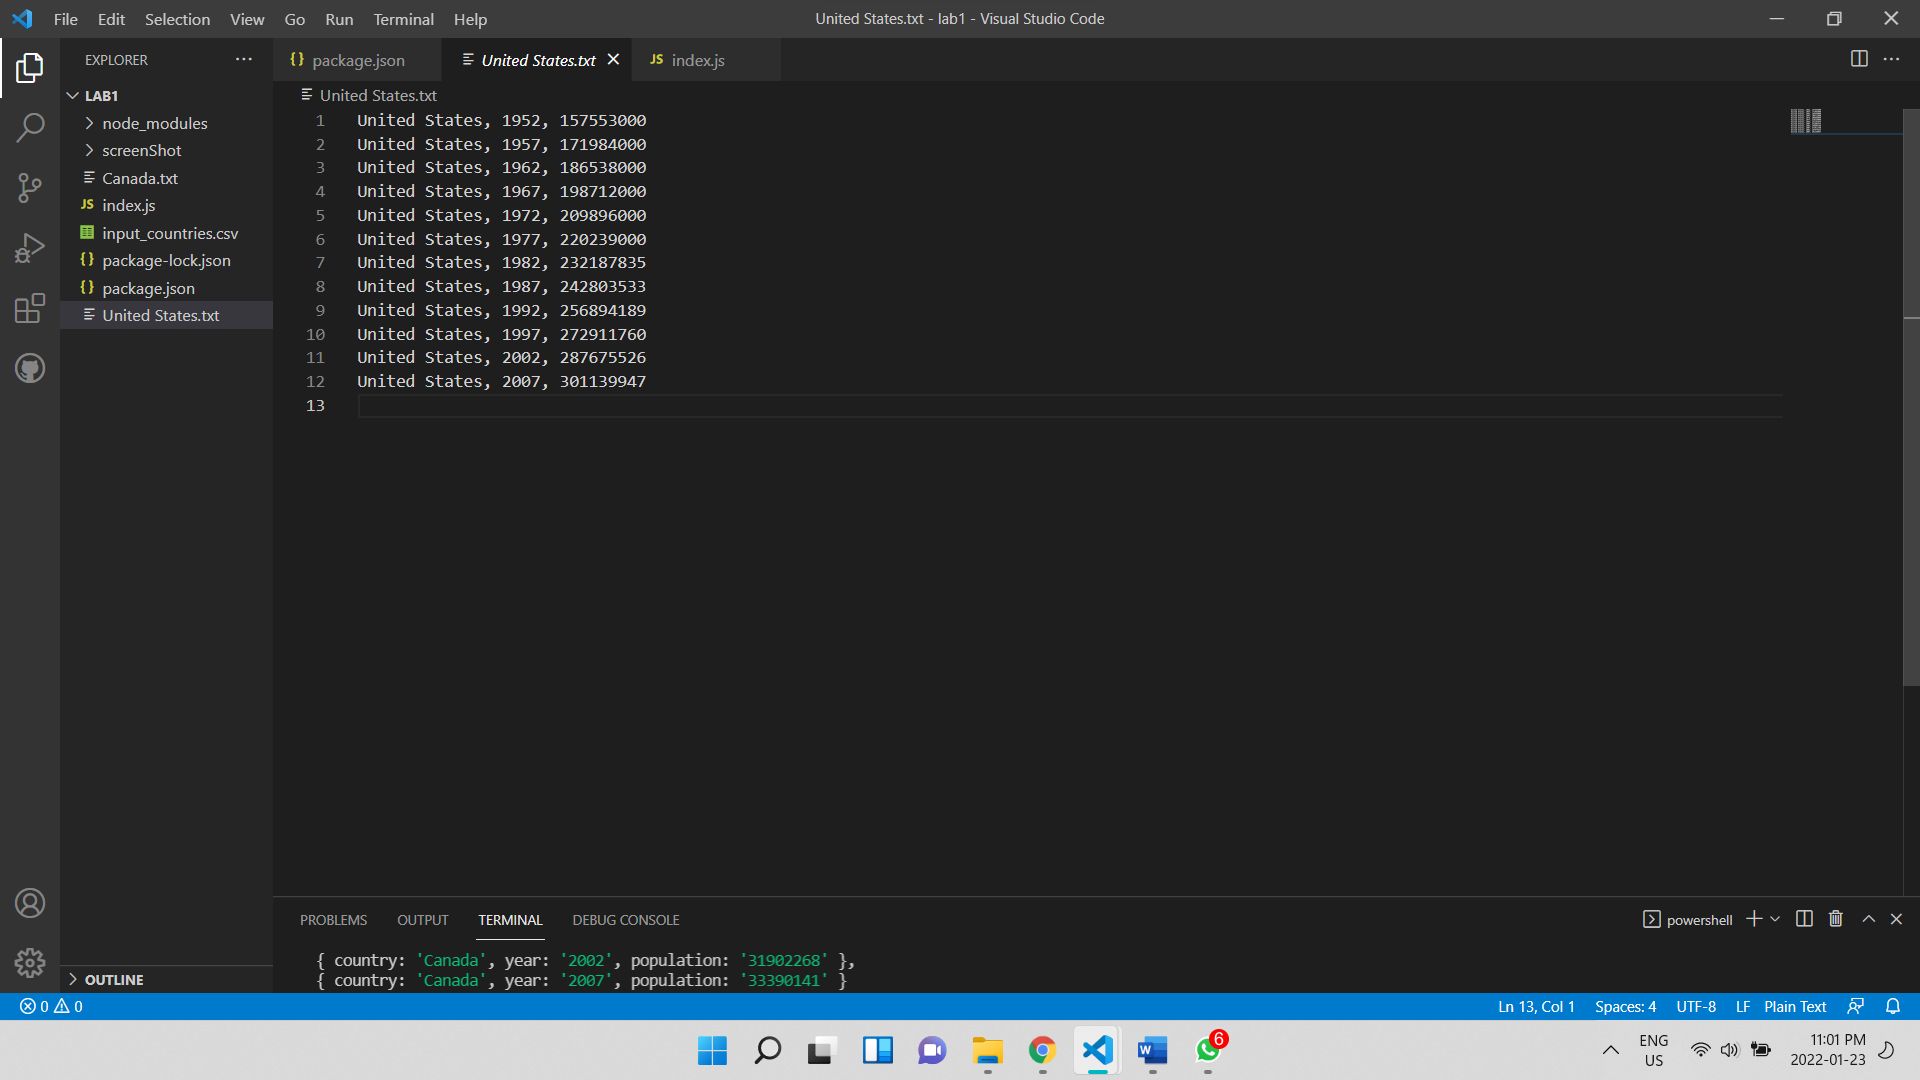 File Edit Selection View Go Run Terminal Help
United States.txt - lab1 - Visual Studio Code
EXPLORER
LAB1
node_modules
screenShot
Canada.txt
JS index.js
input_countries.csv
{} package-lock.json
{} package.json
United States.txt
OUTLINE
{} package.json
United States.txt
JS index.js
United States.txt
1 United States, 1952, 157553000
2 United States, 1957, 171984000
3 United States, 1962, 186538000
4 United States, 1967, 198712000
5 United States, 1972, 209896000
6 United States, 1977, 220239000
7 United States, 1982, 232187835
8 United States, 1987, 242803533
9 United States, 1992, 256894189
10 United States, 1997, 272911760
11 United States, 2002, 287675526
12 United States, 2007, 301139947
13
PROBLEMS OUTPUT TERMINAL DEBUG CONSOLE
powershell
{ country: 'Canada', year: '2002', population: '31902268' },
{ country: 'Canada', year: '2007', population: '33390141' }
0 0
Ln 13, Col 1 Spaces: 4 UTF-8 LF Plain Text
W
6
ENG
US
11:01 PM
2022-01-23